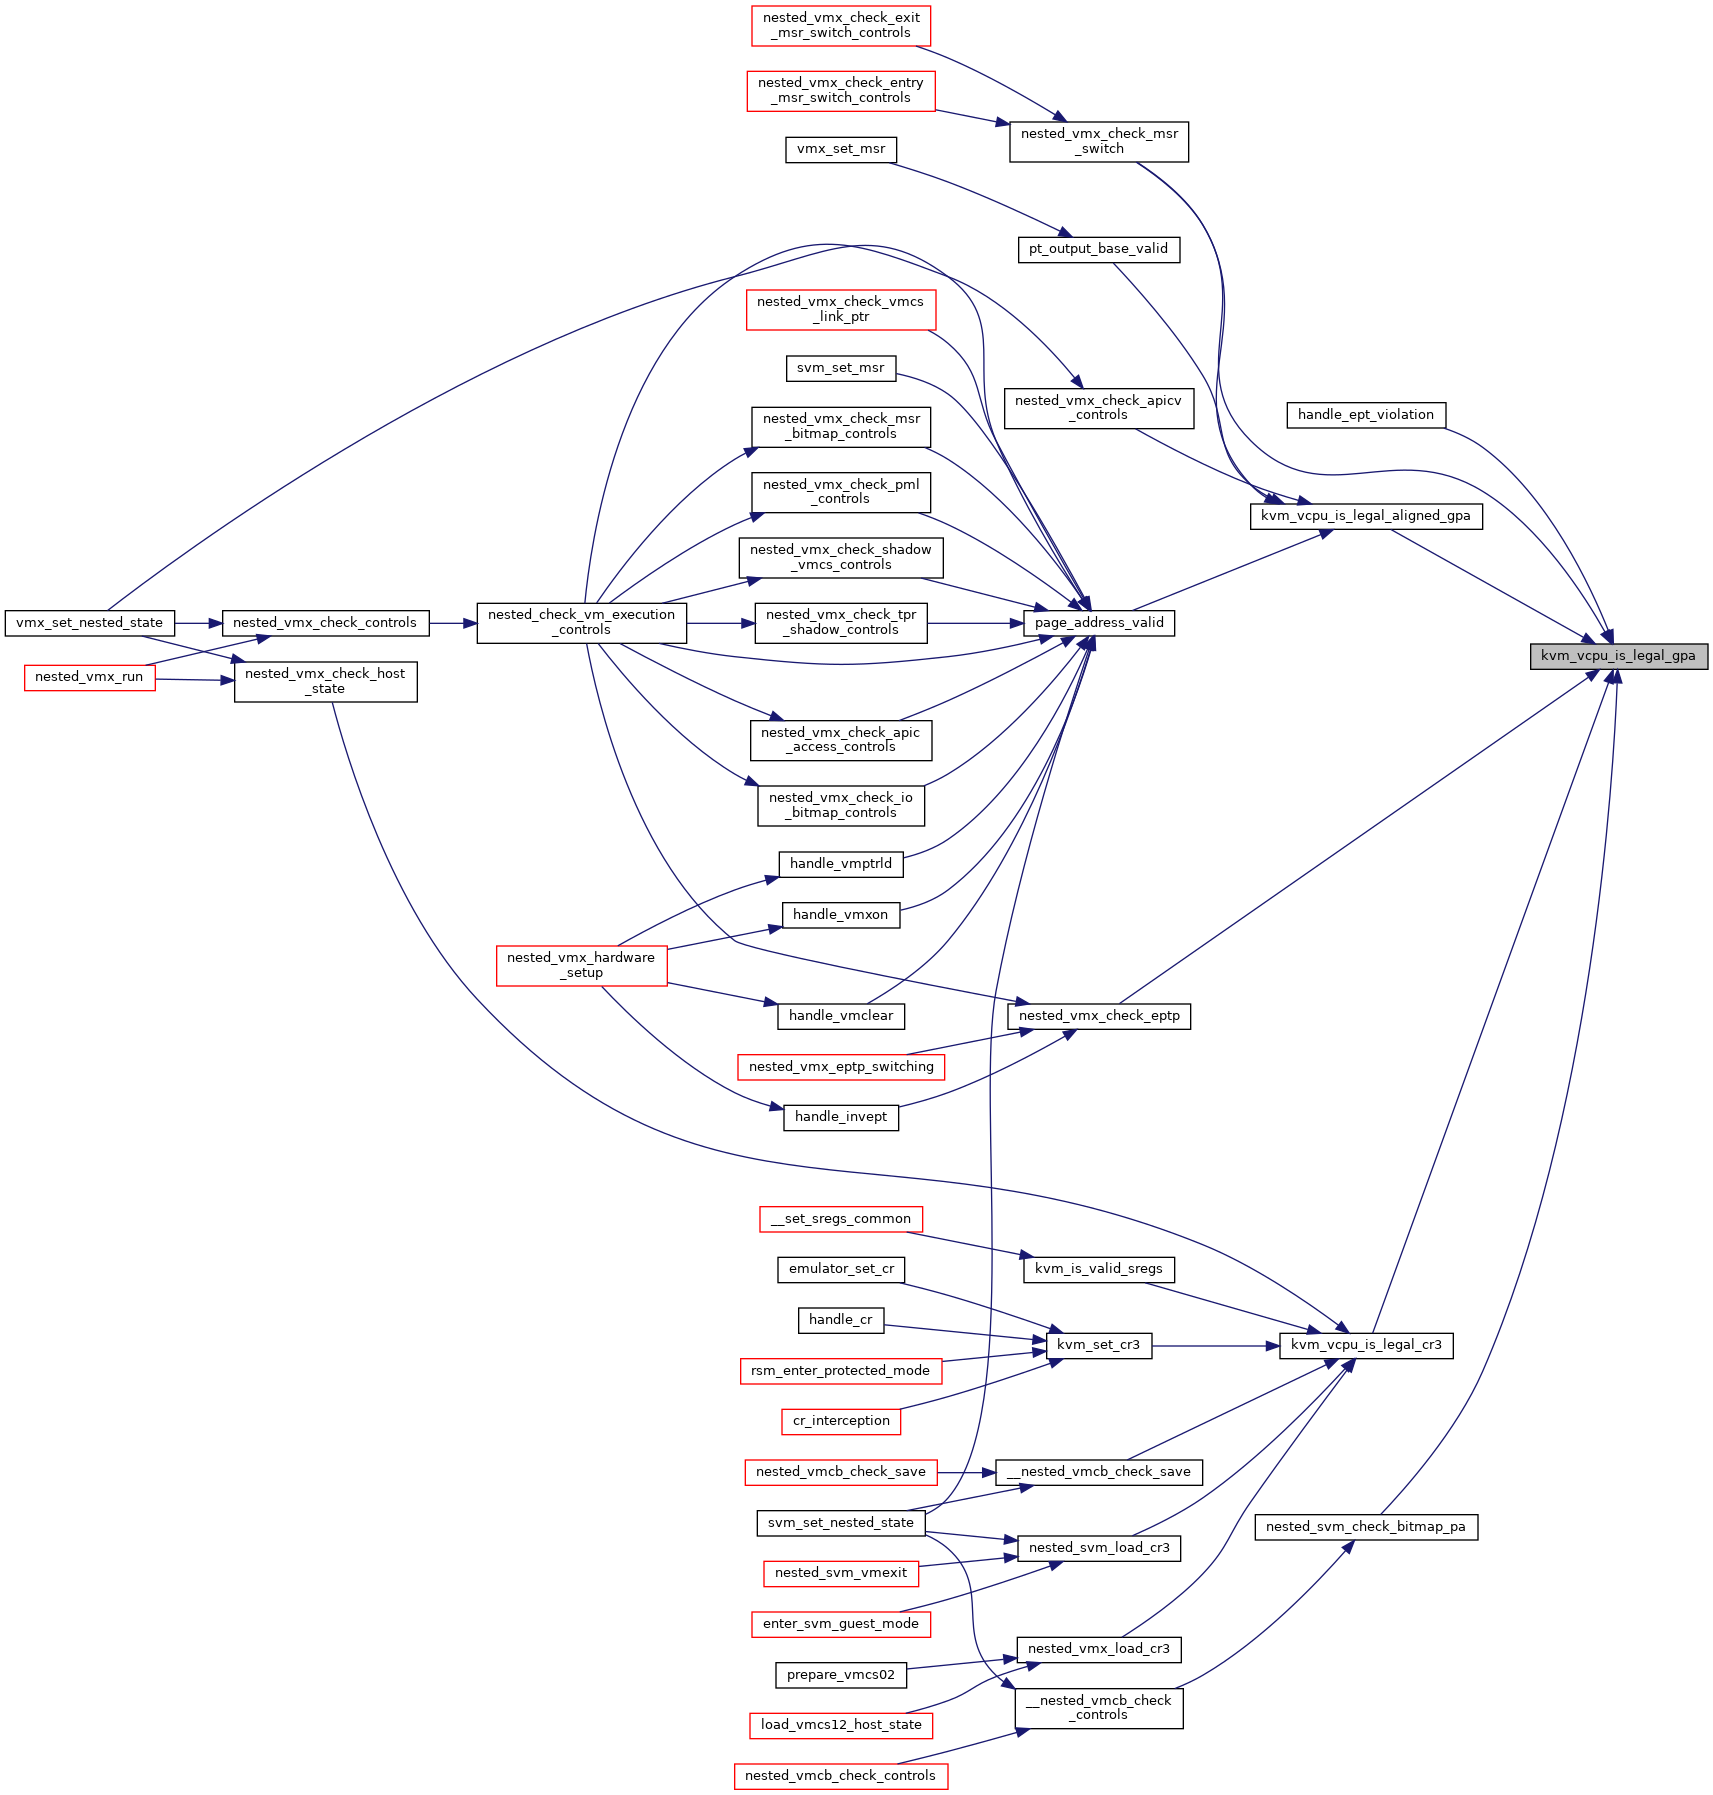 nested_vmx_check_exit
_msr_switch_controls
nested_vmx_check_entry
_msr_switch_controls
nested_vmx_check_msr
_switch
vmx_set_msr
pt_output_base_valid
nested_vmx_check_vmcs
_link_ptr
svm_set_msr
nested_vmx_check_apicv
_controls
handle_ept_violation
nested_vmx_check_msr
_bitmap_controls
nested_vmx_check_pml
_controls
kvm_vcpu_is_legal_aligned_gpa
nested_vmx_check_shadow
_vmcs_controls
vmx_set_nested_state
nested_vmx_check_controls
nested_check_vm_execution
_controls
nested_vmx_check_tpr
_shadow_controls
page_address_valid
kvm_vcpu_is_legal_gpa
nested_vmx_run
nested_vmx_check_host
_state
nested_vmx_check_apic
_access_controls
nested_vmx_check_io
_bitmap_controls
handle_vmptrld
handle_vmxon
nested_vmx_hardware
_setup
handle_vmclear
nested_vmx_check_eptp
nested_vmx_eptp_switching
handle_invept
__set_sregs_common
emulator_set_cr
kvm_is_valid_sregs
handle_cr
kvm_set_cr3
kvm_vcpu_is_legal_cr3
rsm_enter_protected_mode
cr_interception
nested_vmcb_check_save
__nested_vmcb_check_save
svm_set_nested_state
nested_svm_check_bitmap_pa
nested_svm_load_cr3
nested_svm_vmexit
enter_svm_guest_mode
nested_vmx_load_cr3
prepare_vmcs02
__nested_vmcb_check
_controls
load_vmcs12_host_state
nested_vmcb_check_controls